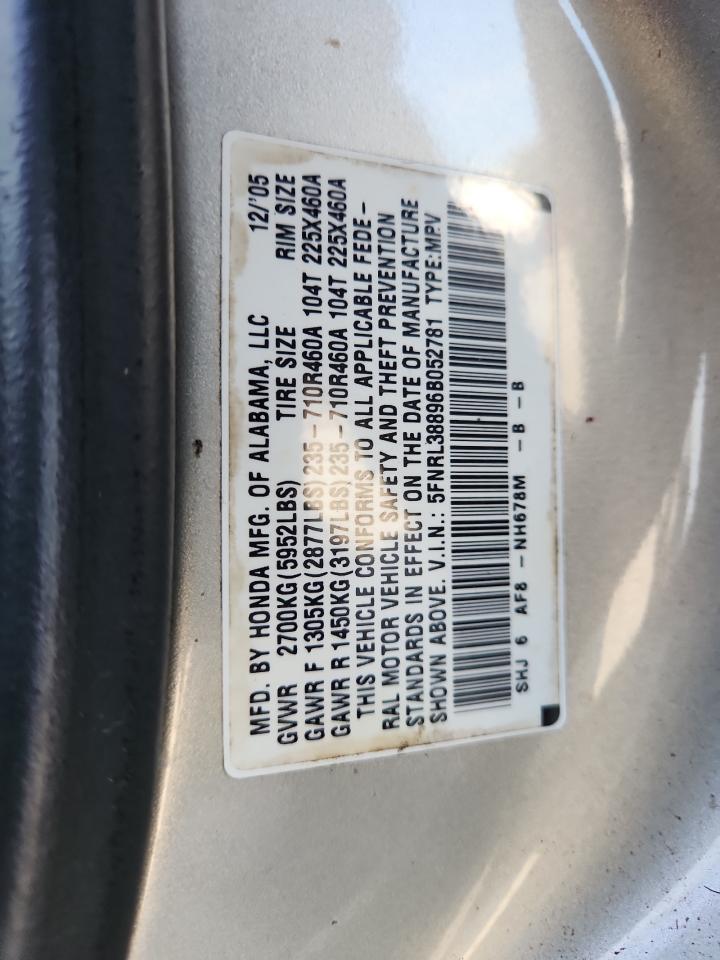 MFD. BY HONDA MFG. OF ALABAMA, LLC 12/'05
GVWR 2700KG(5952LBS) TIRE SIZE RIM SIZE
GAWR F 1305KG(2877LBS)235-710R460A 104T 225X460A
GAWR R 1450KG(3197LBS)235-710R460A 104T 225X460A
THIS VEHICLE CONFORMS TO ALL APPLICABLE FEDE-
RAL MOTOR VEHICLE SAFETY AND THEFT PREVENTION
STANDARDS IN EFFECT ON THE DATE OF MANUFACTURE
SHOWN ABOVE. V.I.N.: 5FNRL38896B052781 TYPE:MPV
SHJ 6 AF8 - NH678M - B - B